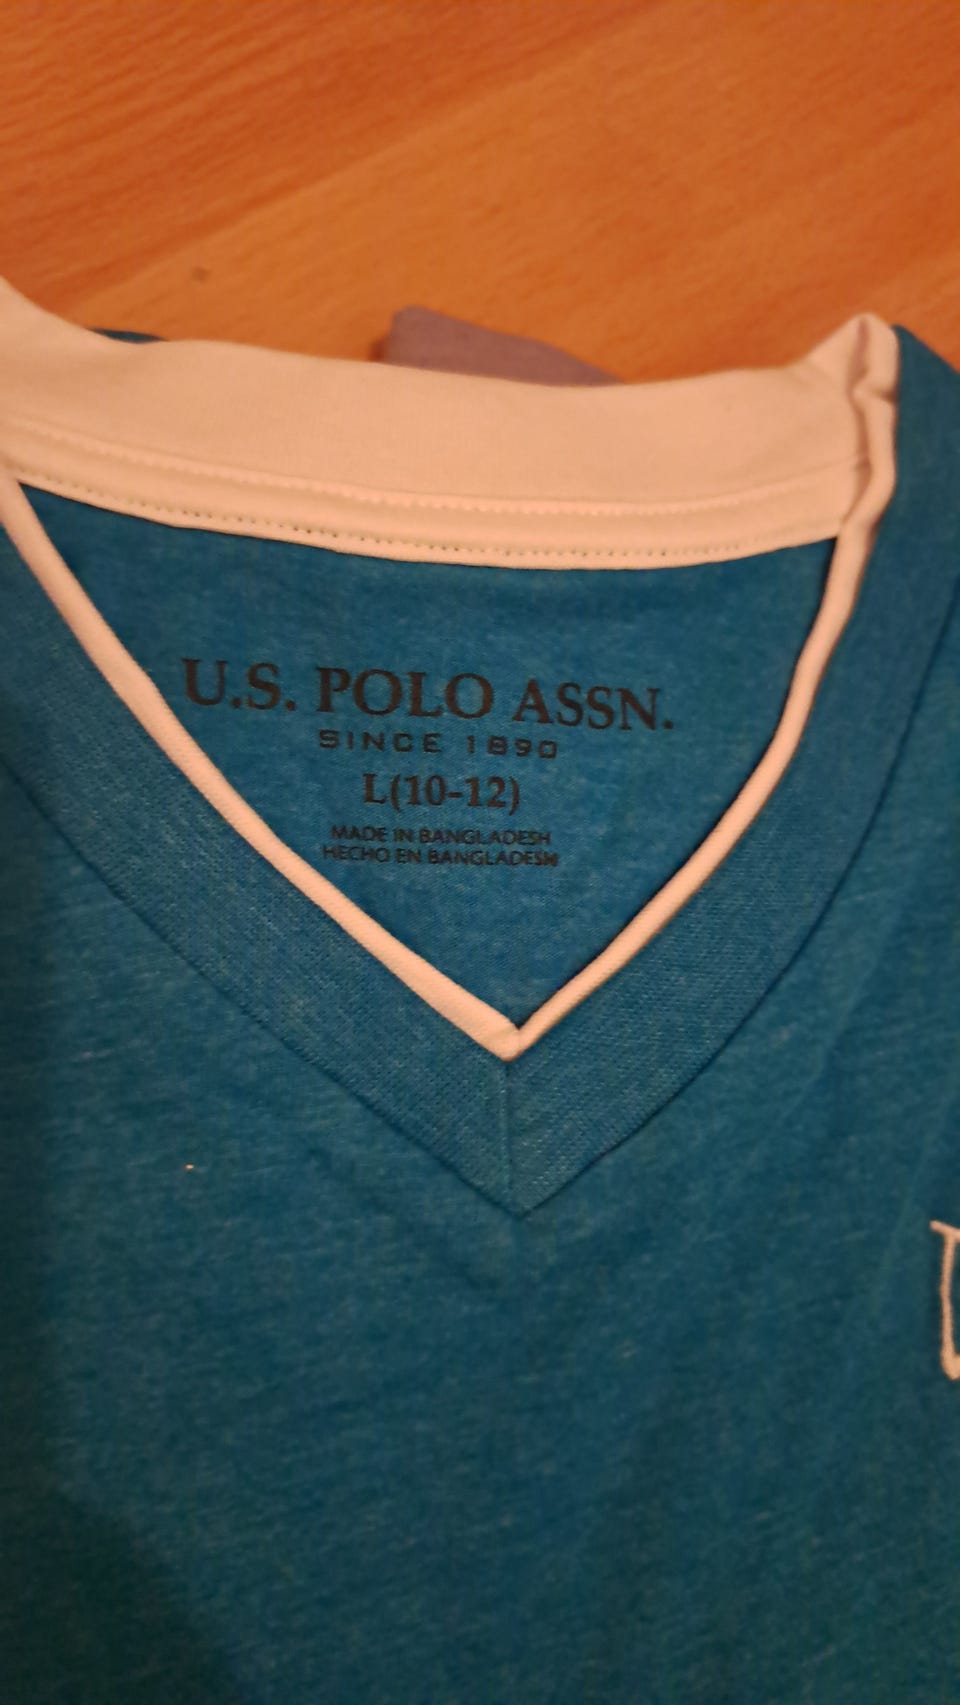 U.S. POLO ASSN.
SINCE 1890
L(10-12)
MADE IN BANGLADESH
HECHO EN BANGLADESH